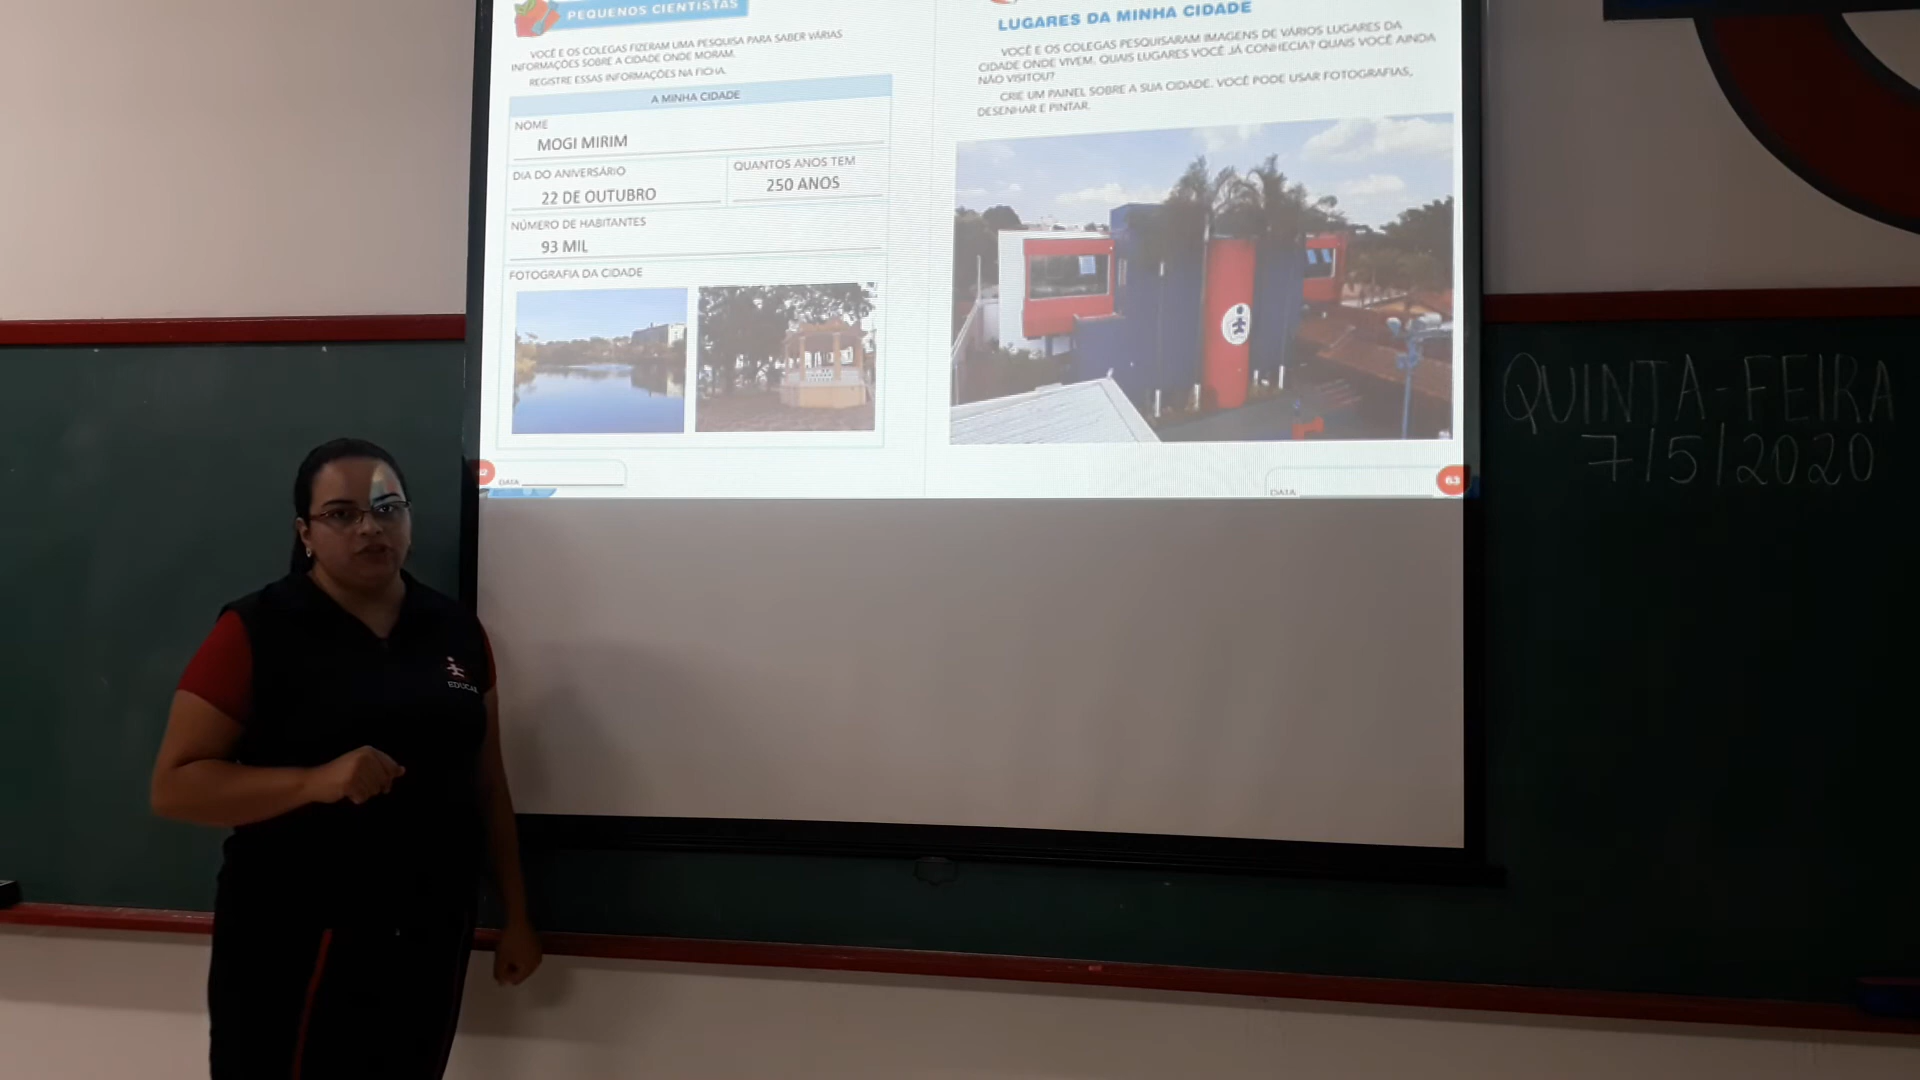 PEQUENOS CIENTISTAS
VOCÊ E OS COLEGAS FIZERAM UMA PESQUISA PARA SABER VÁRIAS
INFORMAÇÕES SOBRE A CIDADE ONDE MORAM.
REGISTRE ESSAS INFORMAÇÕES NA FICHA.
A MINHA CIDADE
NOME
MOGI MIRIM
DIA DO ANIVERSÁRIO
22 DE OUTUBRO
QUANTOS ANOS TEM
250 ANOS
NÚMERO DE HABITANTES
93 MIL
FOTOGRAFIA DA CIDADE
DATA
LUGARES DA MINHA CIDADE
VOCÊ E OS COLEGAS PESQUISARAM IMAGENS DE VÁRIOS LUGARES DA
CIDADE ONDE VIVEM. QUAIS LUGARES VOCÊ JÁ CONHECIA? QUAIS VOCÊ AINDA
NÃO VISITOU?
CRIE UM PAINEL SOBRE A SUA CIDADE. VOCÊ PODE USAR FOTOGRAFIAS,
DESENHAR E PINTAR.
DATA
63
QUINTA-FEIRA
7/5/2020
EDUCAR